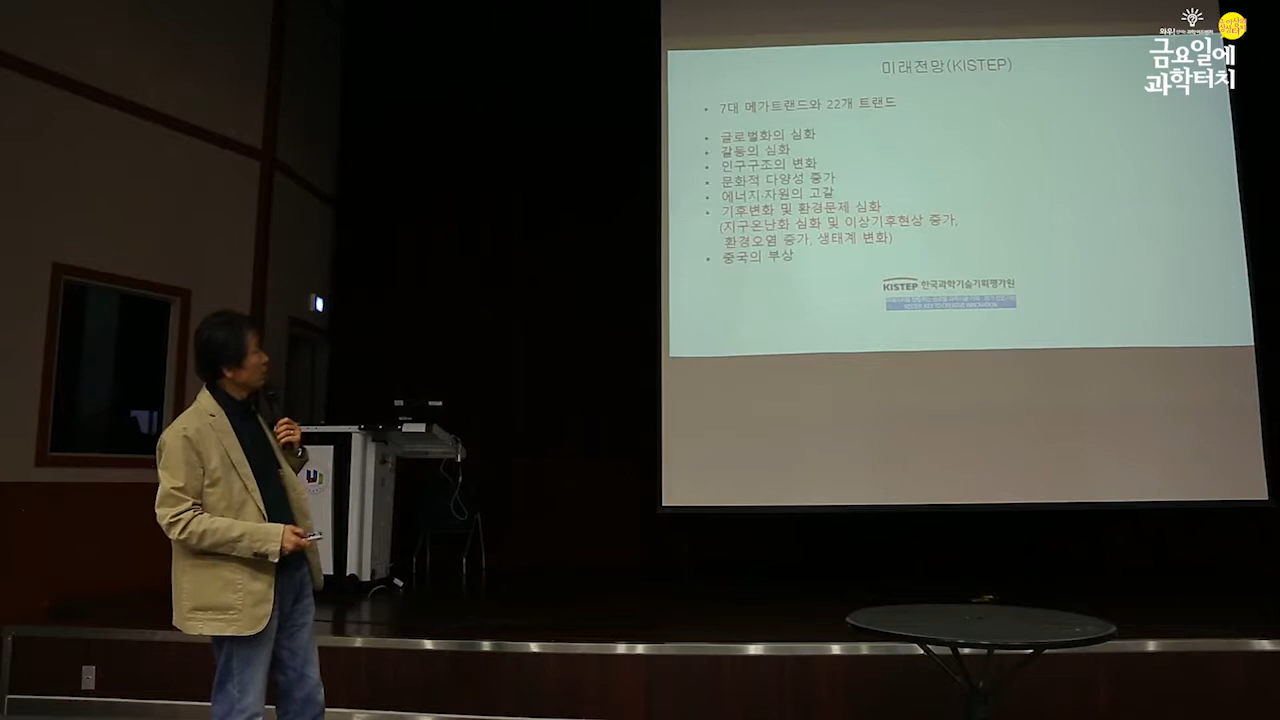 와우!
금요일에
과학터치
미래전망(KISTEP)
• 7대 메가트랜드와 22개 트랜드
• 글로벌화의 심화
• 갈등의 심화
• 인구구조의 변화
• 문화적 다양성 증가
• 에너지·자원의 고갈
• 기후변화 및 환경문제 심화
(지구온난화 심화 및 이상기후현상 증가,
환경오염 증가, 생태계 변화)
• 중국의 부상
KISTEP 한국과학기술기획평가원